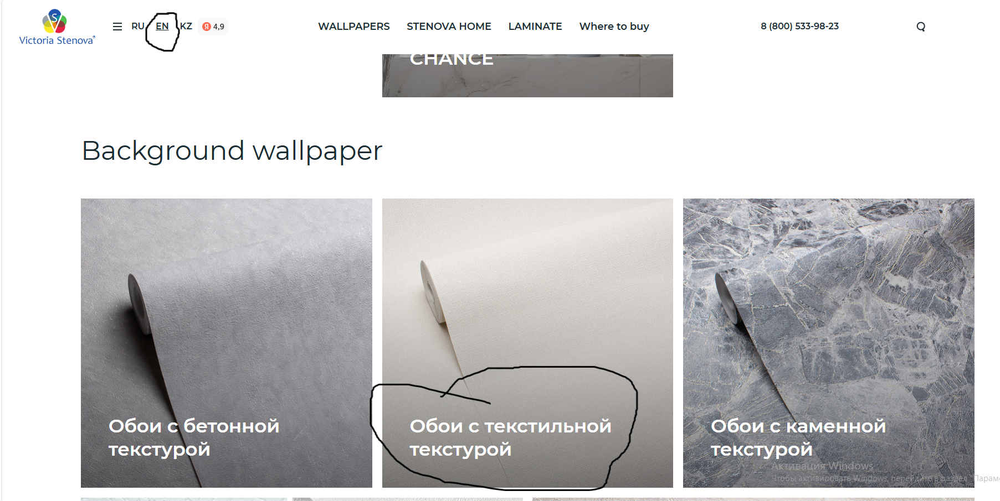 Victoria Stenova®
RU EN KZ Я 4,9
WALLPAPERS STENOVA HOME LAMINATE Where to buy
8 (800) 533-98-23
CHANCE
Background wallpaper
Обои с бетонной
текстурой
Обои с текстильной
текстурой
Обои с каменной
текстурой
Активация Windows
Чтобы активировать Windows, перейдите в раздел "Парам